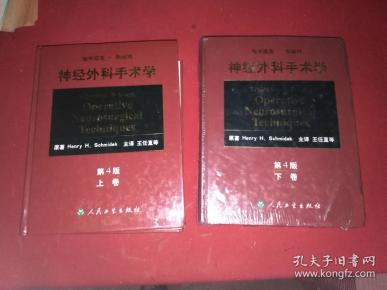 神经外科手术学
Operative
Neurosurgical
Techniques
原著 Henry H. Schmidek 主译 王任直等
第4版
上卷
人民卫生出版社
神经外科手术学
Operative
Neurosurgical
Techniques
原著 Henry H. Schmidek 主译 王任直等
第4版
下卷
人民卫生出版社
孔夫子旧书网